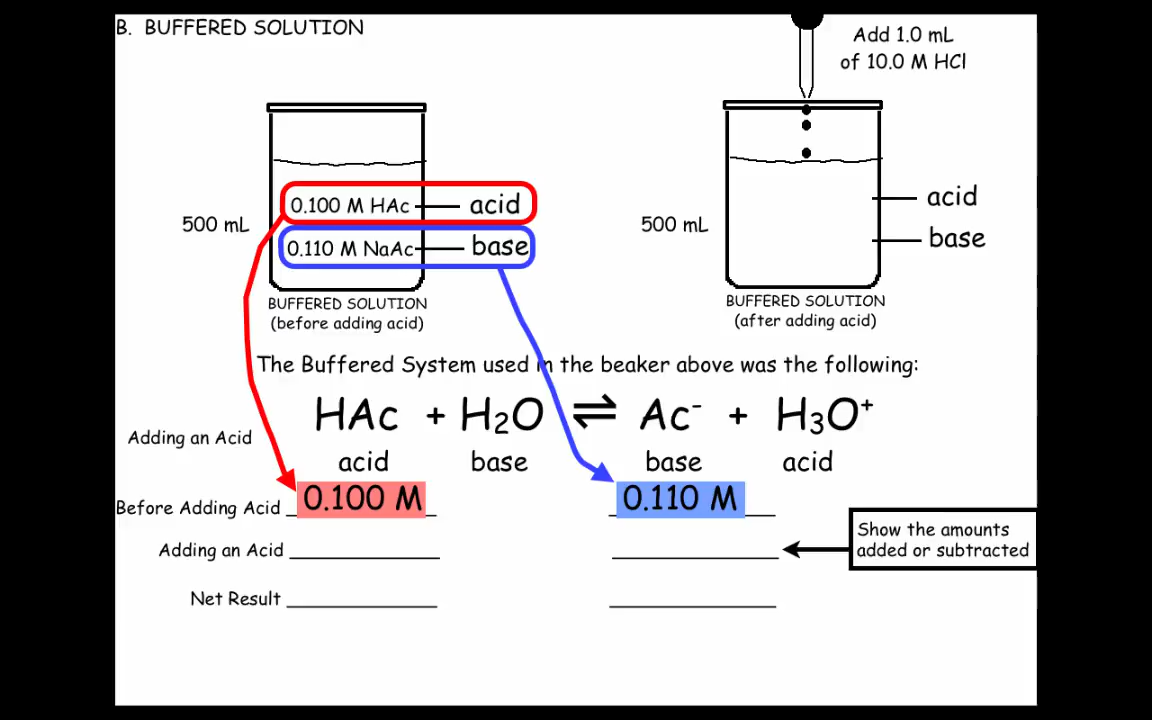 B. BUFFERED SOLUTION
Add 1.0 mL
of 10.0 M HCl
500 mL
0.100 M HAc
acid
0.110 M NaAc
base
BUFFERED SOLUTION
(before adding acid)
500 mL
acid
base
BUFFERED SOLUTION
(after adding acid)
The Buffered System used in the beaker above was the following:
HAc + H₂O ⇌ Ac⁻ + H₃O⁺
Adding an Acid
acid base base acid
Before Adding Acid 0.100 M 0.110 M
Adding an Acid
Show the amounts
added or subtracted
Net Result